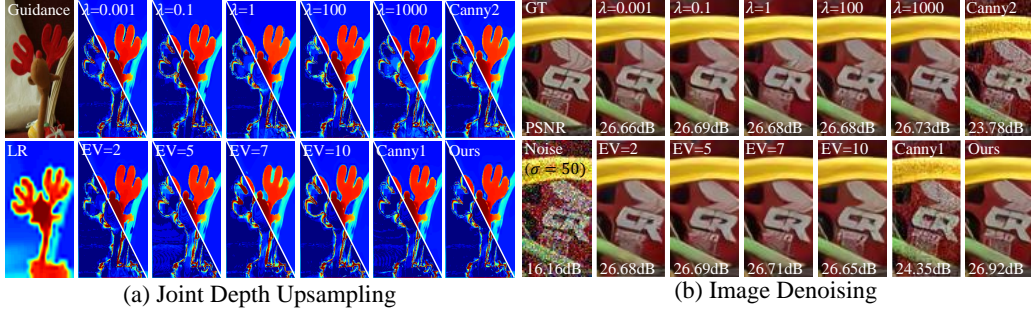 Guidance λ=0.001 λ=0.1 λ=1 λ=100 λ=1000 Canny2
LR EV=2 EV=5 EV=7 EV=10 Canny1 Ours
(a) Joint Depth Upsampling
GT λ=0.001 λ=0.1 λ=1 λ=100 λ=1000 Canny2
PSNR 26.66dB 26.69dB 26.68dB 26.68dB 26.73dB 23.78dB
Noise EV=2 EV=5 EV=7 EV=10 Canny1 Ours
(σ = 50)
16.16dB 26.68dB 26.69dB 26.71dB 26.65dB 24.35dB 26.92dB
(b) Image Denoising